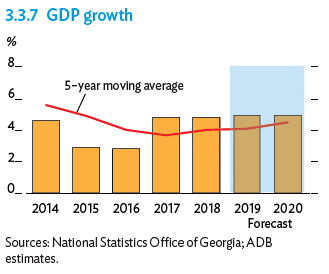 3.3.7 GDP growth
%
8
5-year moving average
6
4
2
0
2014 2015 2016 2017 2018 2019 2020
Forecast
Sources: National Statistics Office of Georgia; ADB
estimates.